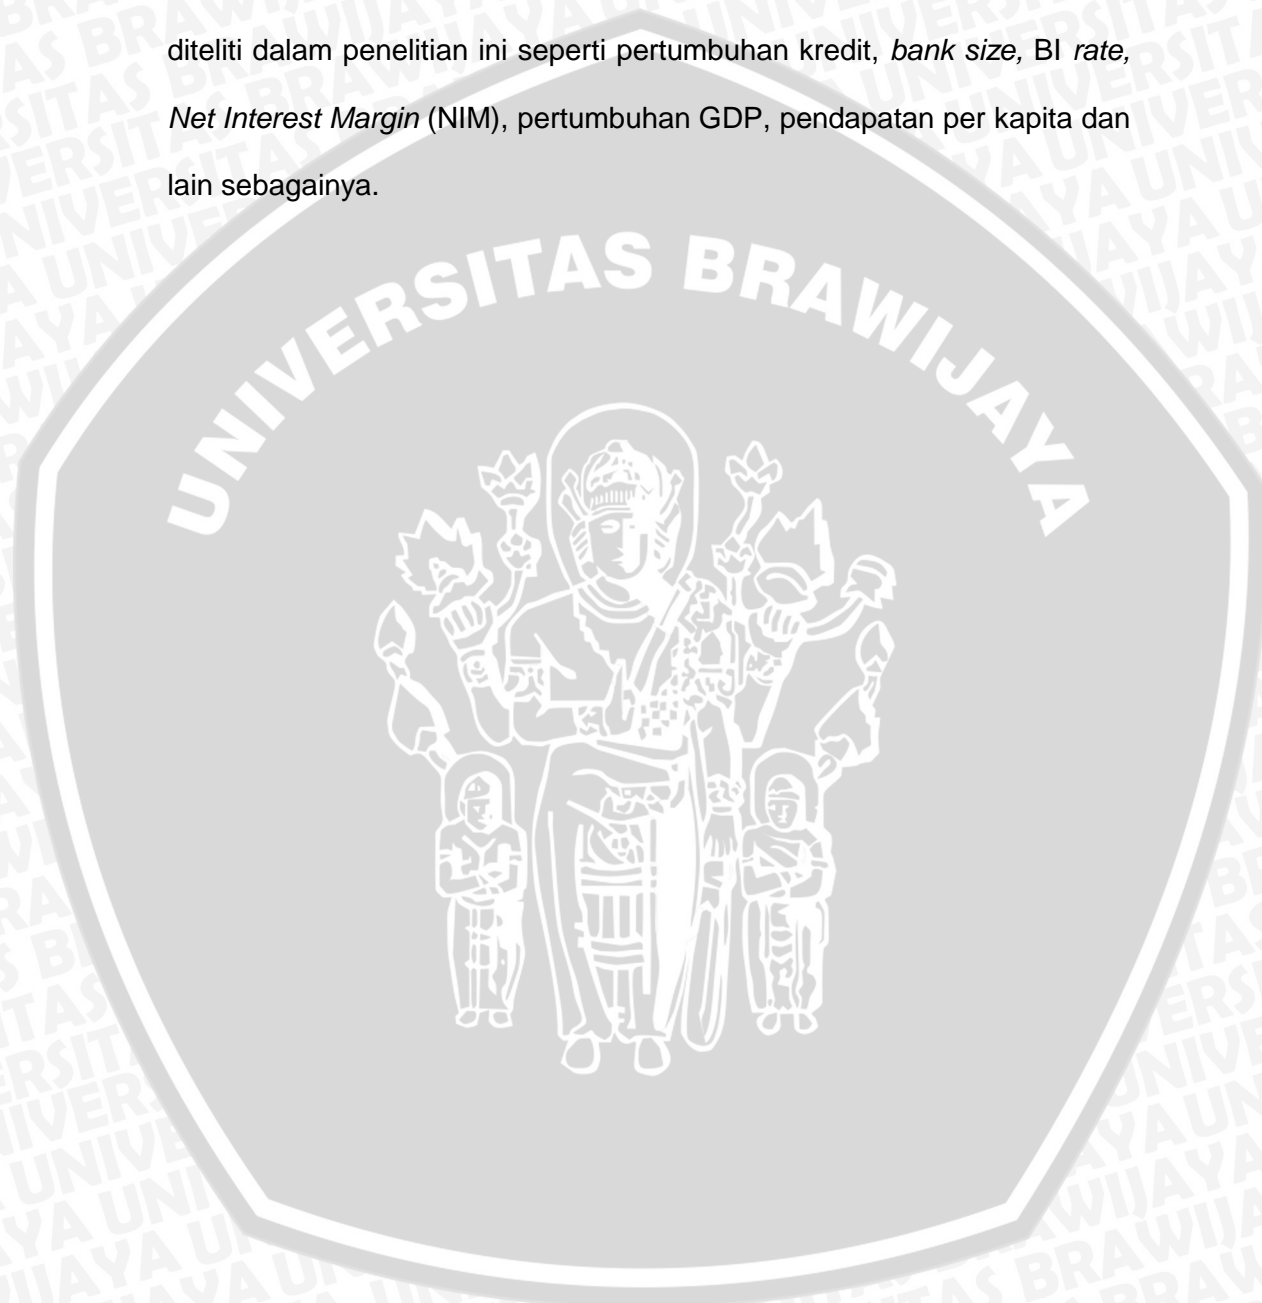 diteliti dalam penelitian ini seperti pertumbuhan kredit, bank size, BI rate,
Net Interest Margin (NIM), pertumbuhan GDP, pendapatan per kapita dan
lain sebagainya.
UNIVERSITAS BRAWIJAYA